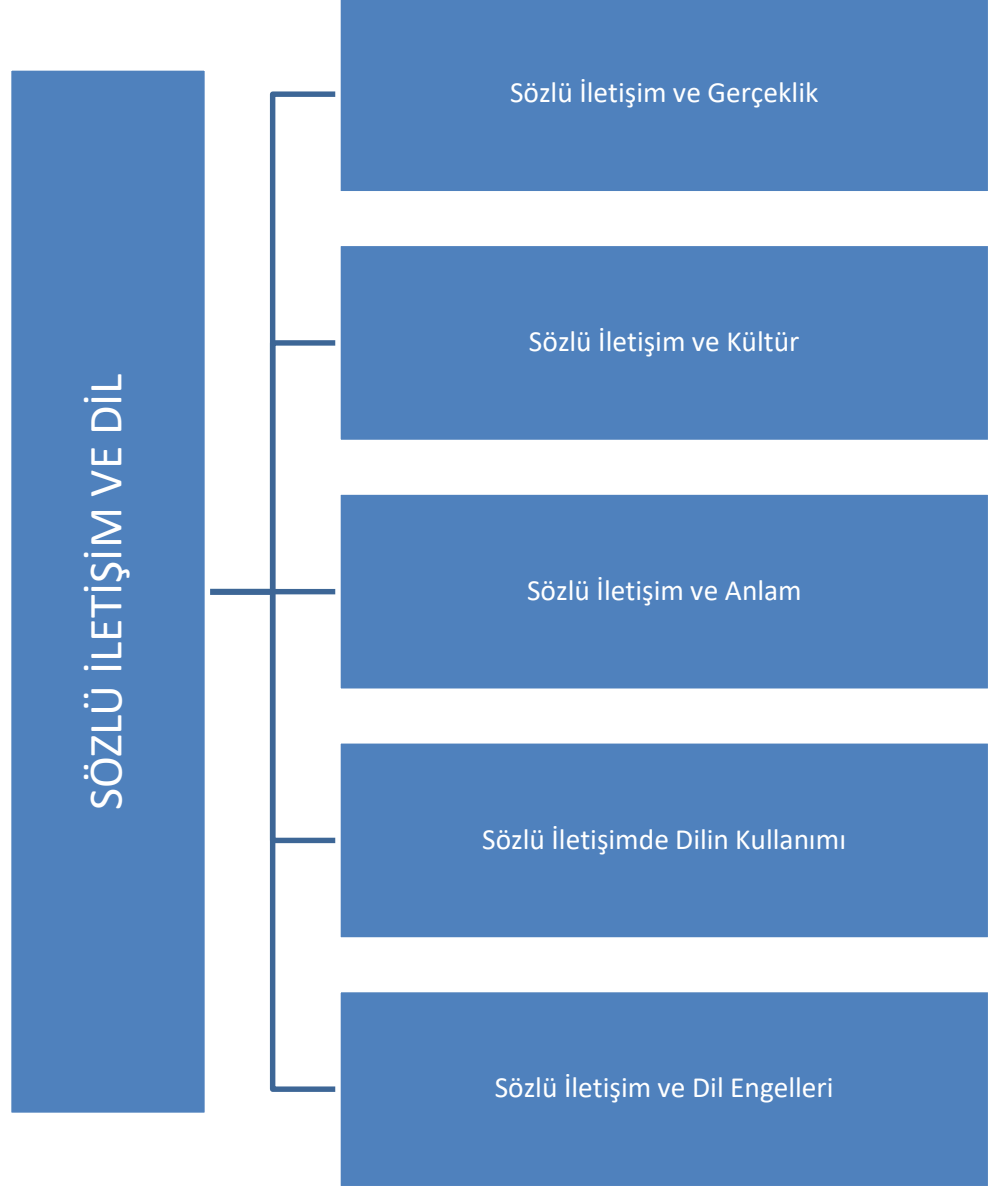 SÖZLÜ İLETİŞİM VE DİL
Sözlü İletişim ve Gerçeklik
Sözlü İletişim ve Kültür
Sözlü İletişim ve Anlam
Sözlü İletişimde Dilin Kullanımı
Sözlü İletişim ve Dil Engelleri